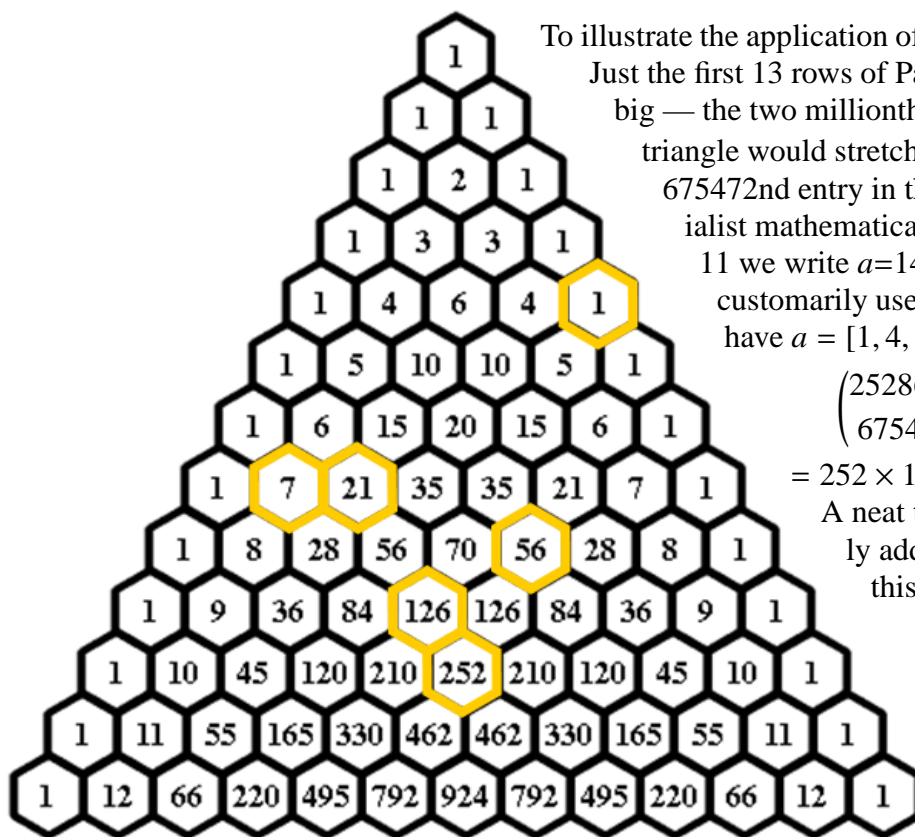 1
To illustrate the application of
1 1
Just the first 13 rows of Pa
big — the two millionth
1 2 1
triangle would stretch
675472nd entry in th
1 3 3 1
ialist mathematica
11 we write a=14
1 4 6 4 1
customarily use
have a = [1, 4,
1 5 10 10 5 1
(2528
6754
1 6 15 20 15 6 1
= 252 × 1
1 7 21 35 35 21 7 1
A neat
1 8 28 56 70 56 28 8 1
ly add
this
1 9 36 84 126 126 84 36 9 1
1 10 45 120 210 252 210 120 45 10 1
1 11 55 165 330 462 462 330 165 55 11 1
1 12 66 220 495 792 924 792 495 220 66 12 1